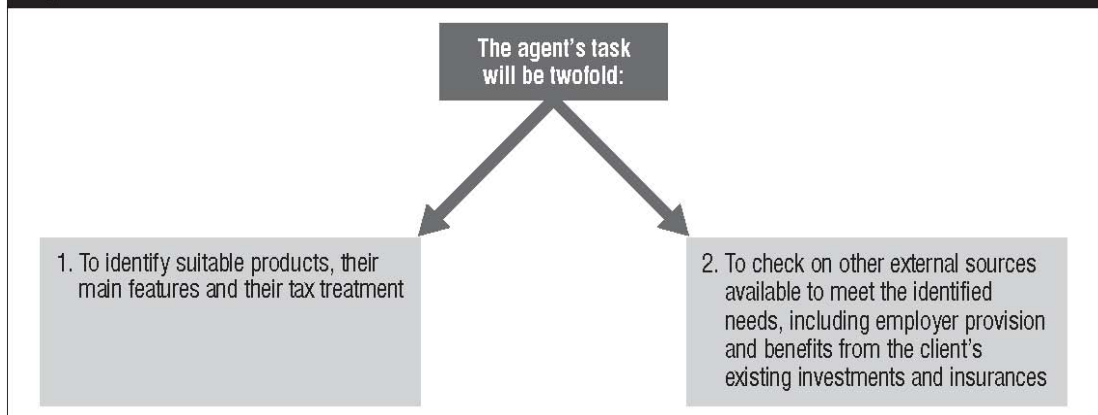 The agent's task
will be twofold:
1. To identify suitable products, their
main features and their tax treatment
2. To check on other external sources
available to meet the identified
needs, including employer provision
and benefits from the client's
existing investments and insurances